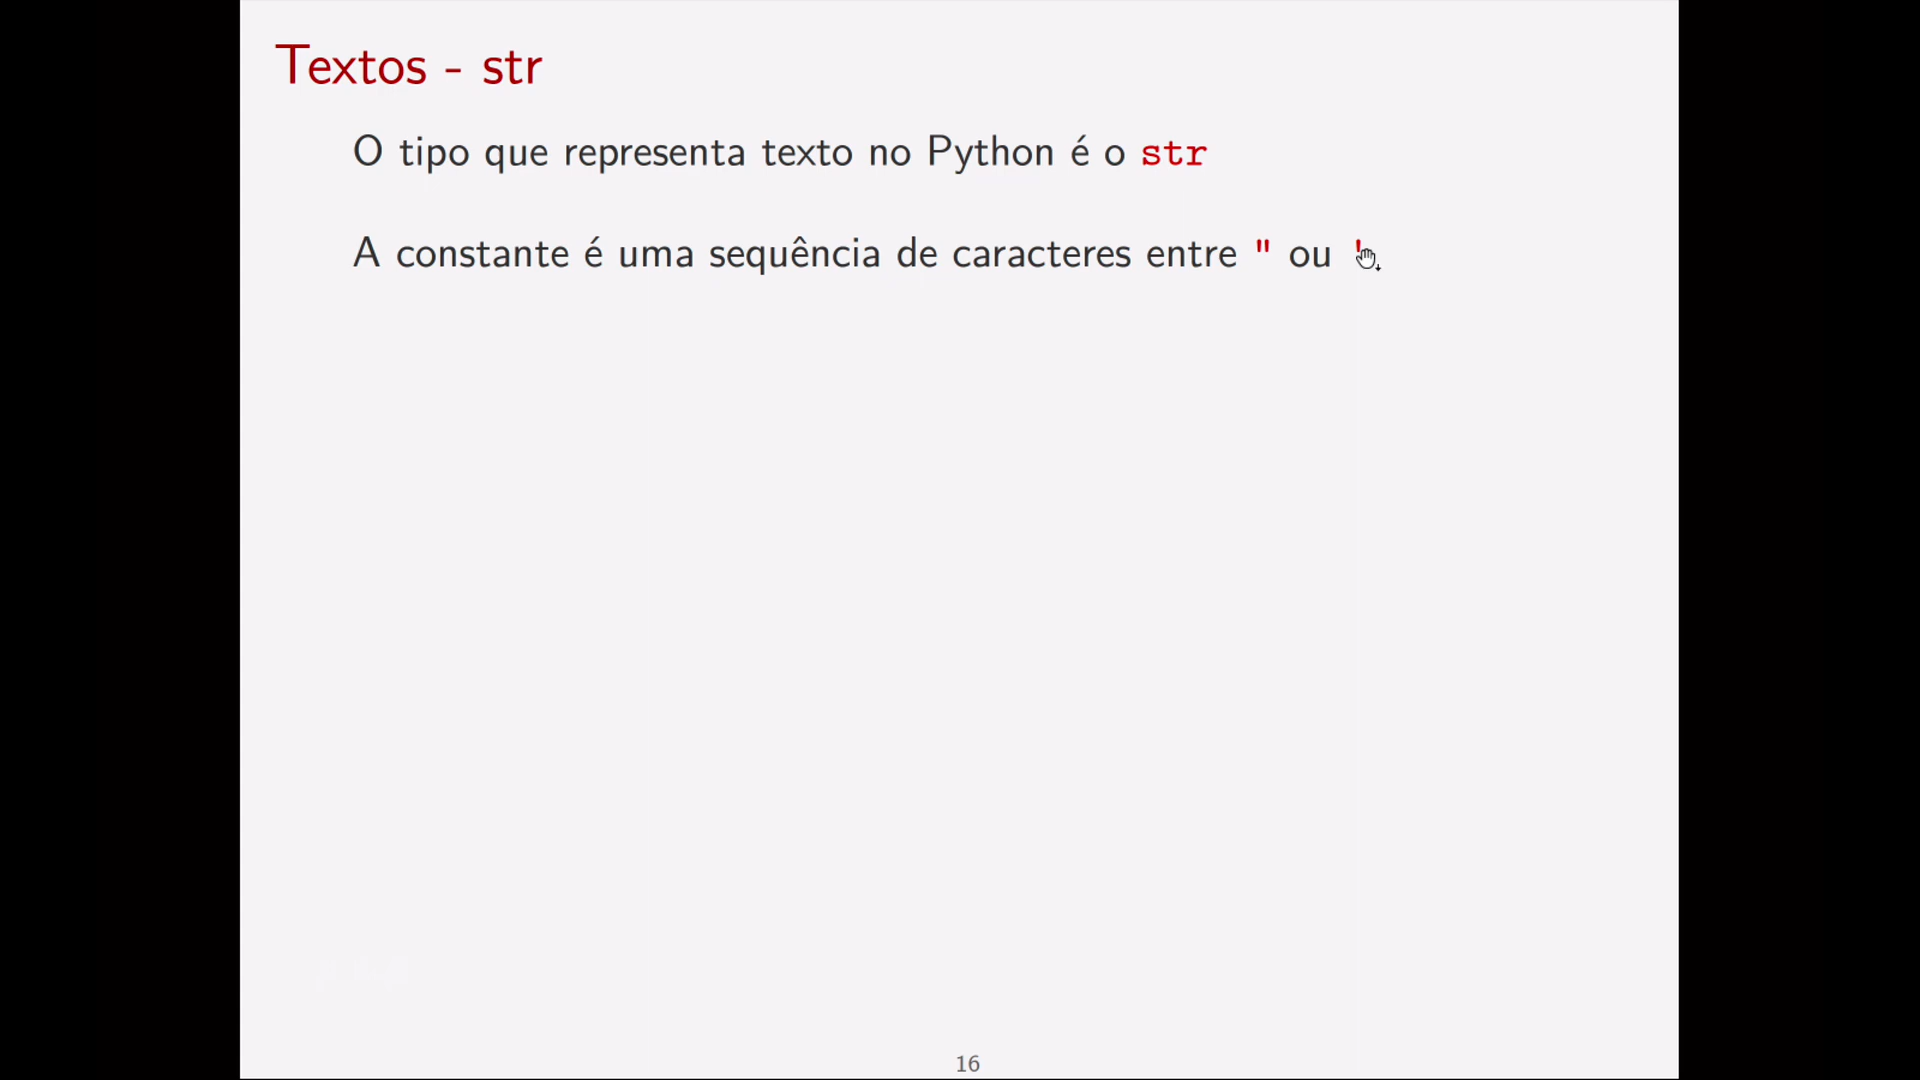 Textos - str
O tipo que representa texto no Python é o str
A constante é uma sequência de caracteres entre " ou '
16